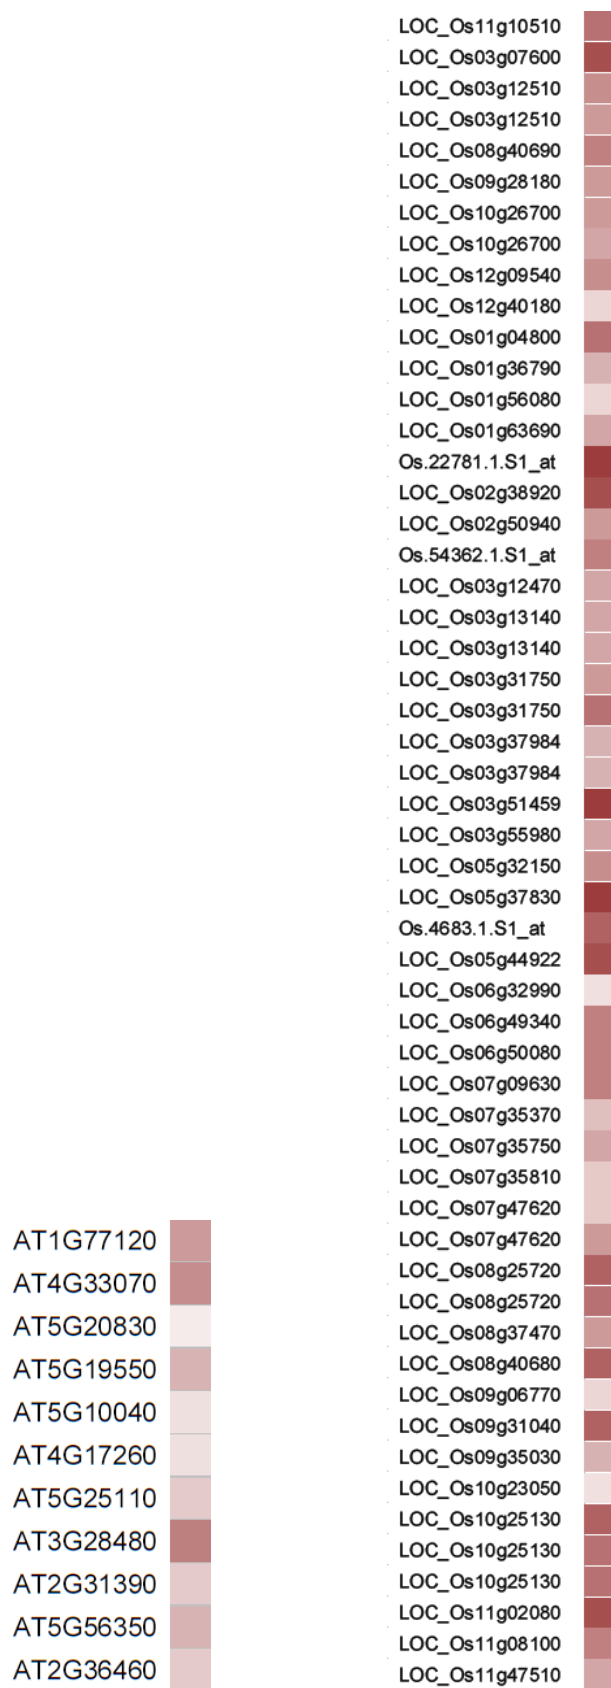 LOC_Os11g10510
LOC_Os03g07600
LOC_Os03g12510
LOC_Os03g12510
LOC_Os08g40690
LOC_Os09g28180
LOC_Os10g26700
LOC_Os10g26700
LOC_Os12g09540
LOC_Os12g40180
LOC_Os01g04800
LOC_Os01g36790
LOC_Os01g56080
LOC_Os01g63690
Os.22781.1.S1_at
LOC_Os02g38920
LOC_Os02g50940
Os.54362.1.S1_at
LOC_Os03g12470
LOC_Os03g13140
LOC_Os03g13140
LOC_Os03g31750
LOC_Os03g31750
LOC_Os03g37984
LOC_Os03g37984
LOC_Os03g51459
LOC_Os03g55980
LOC_Os05g32150
LOC_Os05g37830
Os.4683.1.S1_at
LOC_Os05g44922
LOC_Os06g32990
LOC_Os06g49340
LOC_Os06g50080
LOC_Os07g09630
LOC_Os07g35370
LOC_Os07g35750
LOC_Os07g35810
LOC_Os07g47620
LOC_Os07g47620
LOC_Os08g25720
LOC_Os08g25720
LOC_Os08g37470
LOC_Os08g40680
LOC_Os09g06770
LOC_Os09g31040
LOC_Os09g35030
LOC_Os10g23050
LOC_Os10g25130
LOC_Os10g25130
LOC_Os10g25130
LOC_Os11g02080
LOC_Os11g08100
LOC_Os11g47510
AT1G77120
AT4G33070
AT5G20830
AT5G19550
AT5G10040
AT4G17260
AT5G25110
AT3G28480
AT2G31390
AT5G56350
AT2G36460